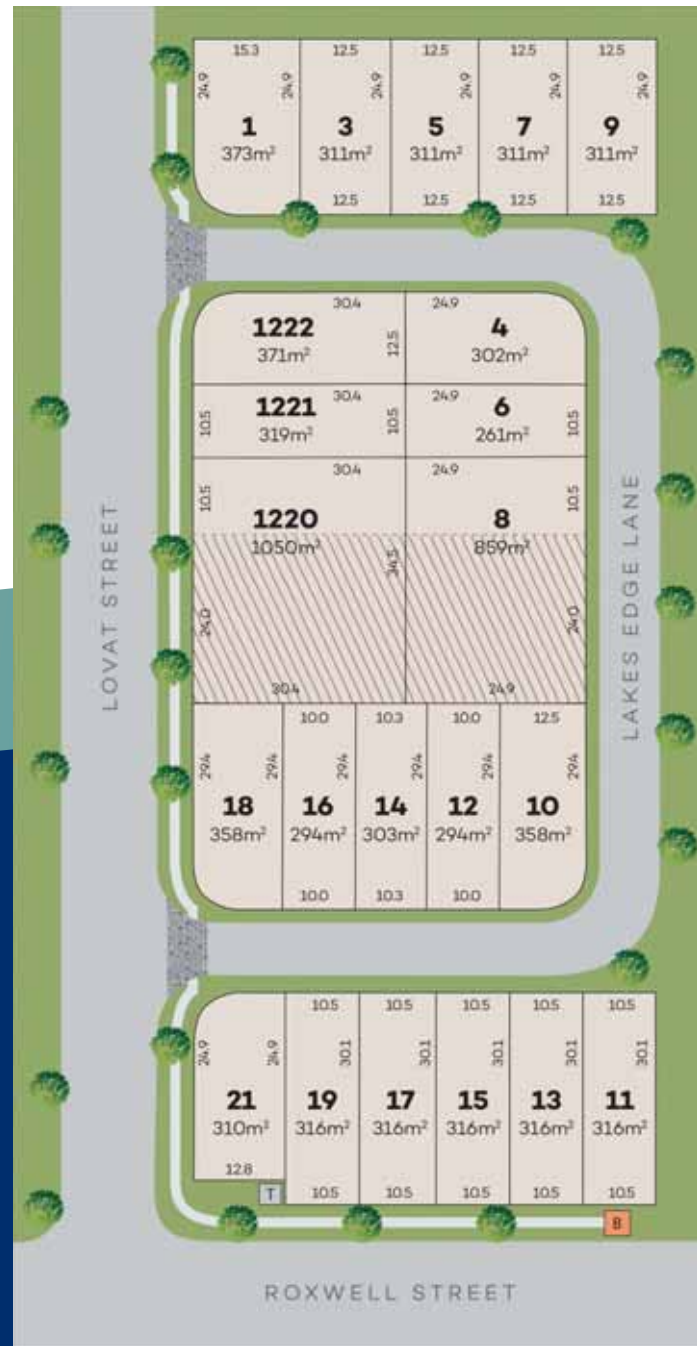 15.3 12.5 12.5 12.5 12.5
24.9 24.9 24.9 24.9 24.9 24.9
1 3 5 7 9
373m² 311m² 311m² 311m² 311m²
12.5 12.5 12.5 12.5
30.4 24.9
1222 4
371m² 302m²
12.5
30.4 24.9
1221 6
319m² 261m²
10.5 10.5 10.5
30.4 24.9
10.5 10.5
1220 8
1050m² 859m²
34.5
24.0 24.0
30.4 24.9
LOVAT STREET
LAKES EDGE LANE
10.0 10.3 10.0 12.5
29.4 29.4 29.4 29.4 29.4 29.4
18 16 14 12 10
358m² 294m² 303m² 294m² 358m²
10.0 10.3 10.0
10.5 10.5 10.5 10.5 10.5
24.9 24.9 30.1 30.1 30.1 30.1 30.1
21 19 17 15 13 11
310m² 316m² 316m² 316m² 316m² 316m²
12.8
T
10.5 10.5 10.5 10.5 10.5
B
ROXWELL STREET